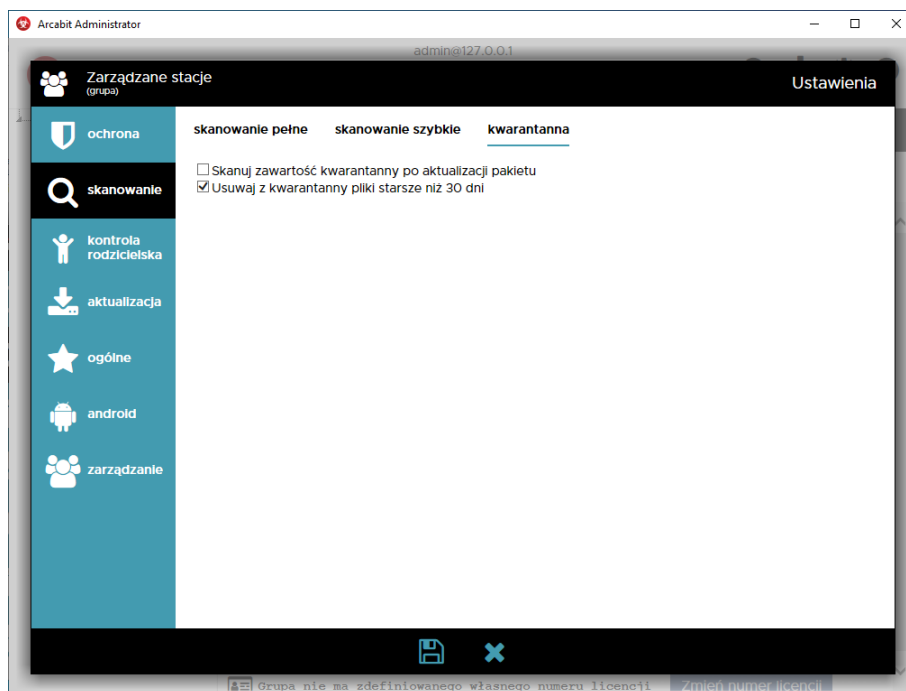 Arcabit Administrator
admin@127.0.0.1
Zarządzane stacje
(grupa)
Ustawienia
ochrona
skanowanie
kontrola
rodzicielska
aktualizacja
ogólne
android
zarządzanie
skanowanie pełne skanowanie szybkie kwarantanna
Skanuj zawartość kwarantanny po aktualizacji pakietu
Usuwaj z kwarantanny pliki starsze niż 30 dni
Grupa nie ma zdefiniowanego własnego numeru licencji
Zmień numer licencji